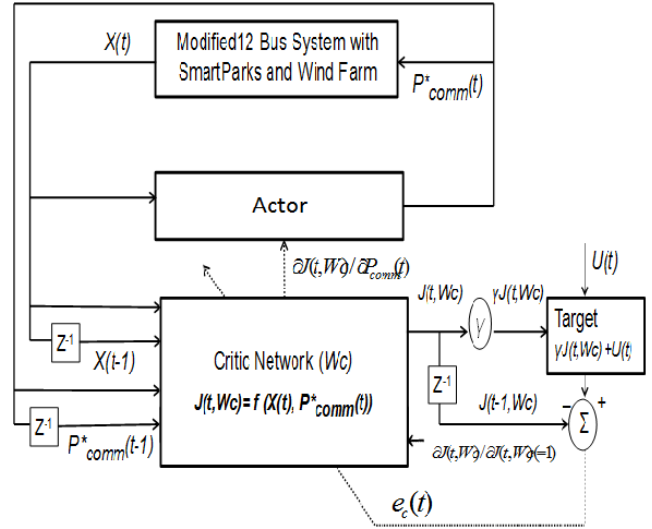 X(t)
Modified12 Bus System with
SmartParks and Wind Farm
P*comm(t)
Actor
∂J(t,Wc)/∂Pcomm(t)
U(t)
J(t,Wc)
γJ(t,Wc)
γ
Target
γJ(t,Wc)+U(t)
Z-1
X(t-1)
Critic Network (Wc)
J(t,Wc)= f (X(t), P*comm(t))
Z-1
J(t-1,Wc)
− +
Σ
Z-1
P*comm(t-1)
∂J(t,Wc)/∂J(t,Wc)(=1)
ec(t)